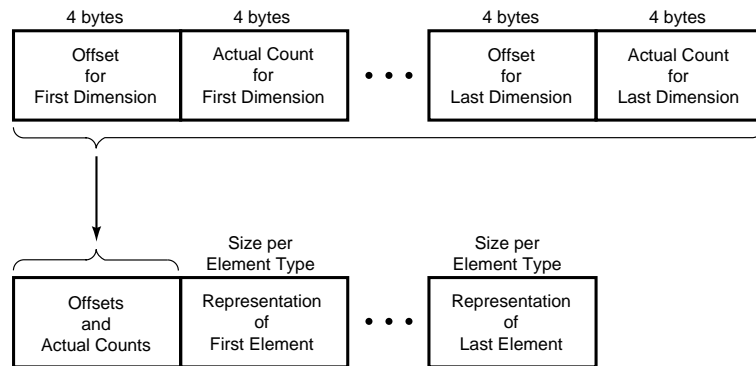 4 bytes 4 bytes 4 bytes 4 bytes
Offset
for
First Dimension
Actual Count
for
First Dimension
• • •
Offset
for
Last Dimension
Actual Count
for
Last Dimension
Size per
Element Type
Size per
Element Type
Offsets
and
Actual Counts
Representation
of
First Element
• • •
Representation
of
Last Element